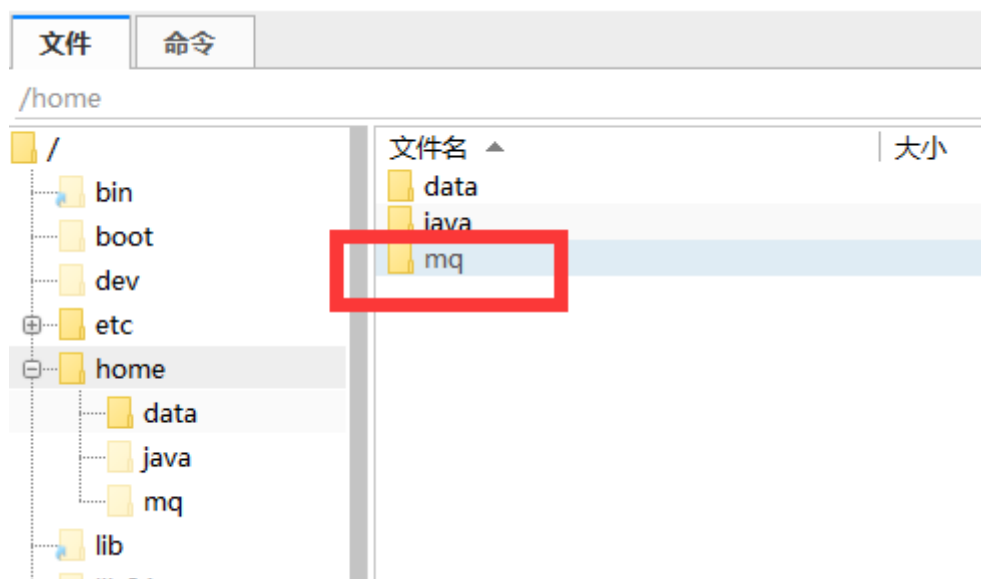 文件 命令
/home
/
bin
boot
dev
etc
home
data
java
mq
lib
文件名 大小
data
java
mq